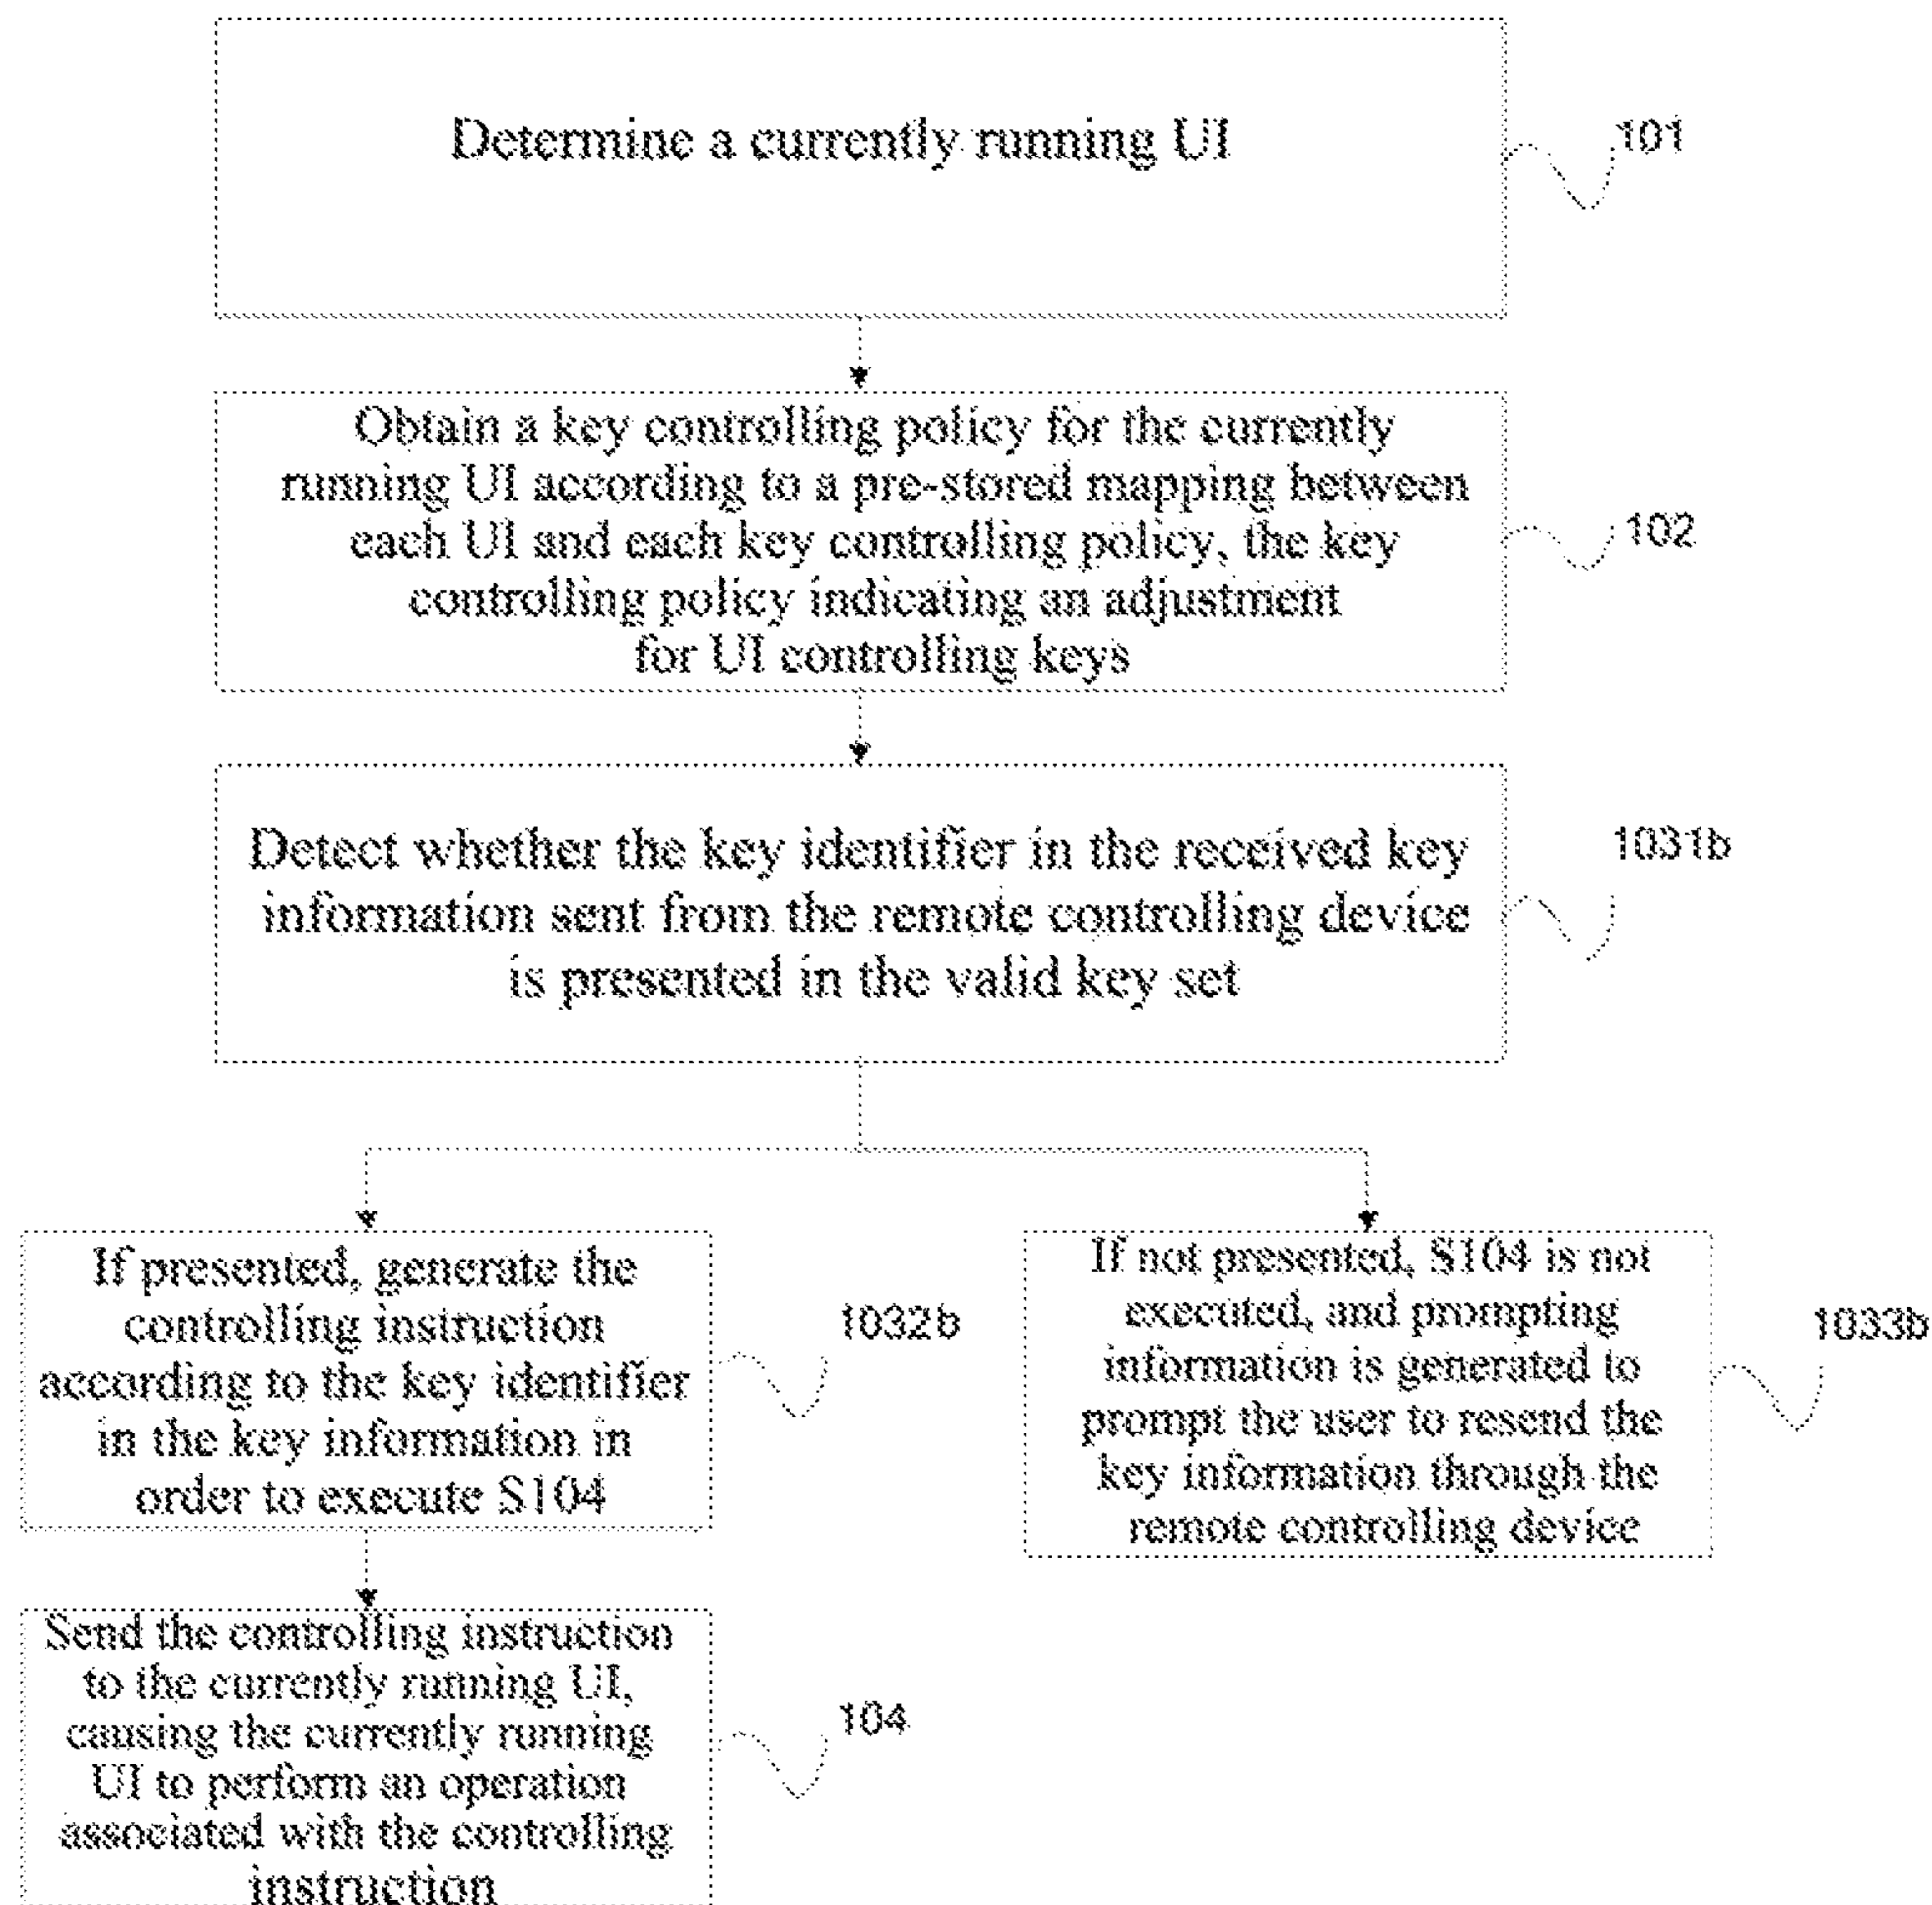 Determine a currently running UI
101
Obtain a key controlling policy for the currently
running UI according to a pre-stored mapping between
each UI and each key controlling policy, the key
controlling policy indicating an adjustment
for UI controlling keys
102
Detect whether the key identifier in the received key
information sent from the remote controlling device
is presented in the valid key set
1031b
If presented, generate the
controlling instruction
according to the key identifier
in the key information in
order to execute S104
1032b
If not presented, S104 is not
executed, and prompting
information is generated to
prompt the user to resend the
key information through the
remote controlling device
1033b
Send the controlling instruction
to the currently running UI,
causing the currently running
UI to perform an operation
associated with the controlling
instruction
104